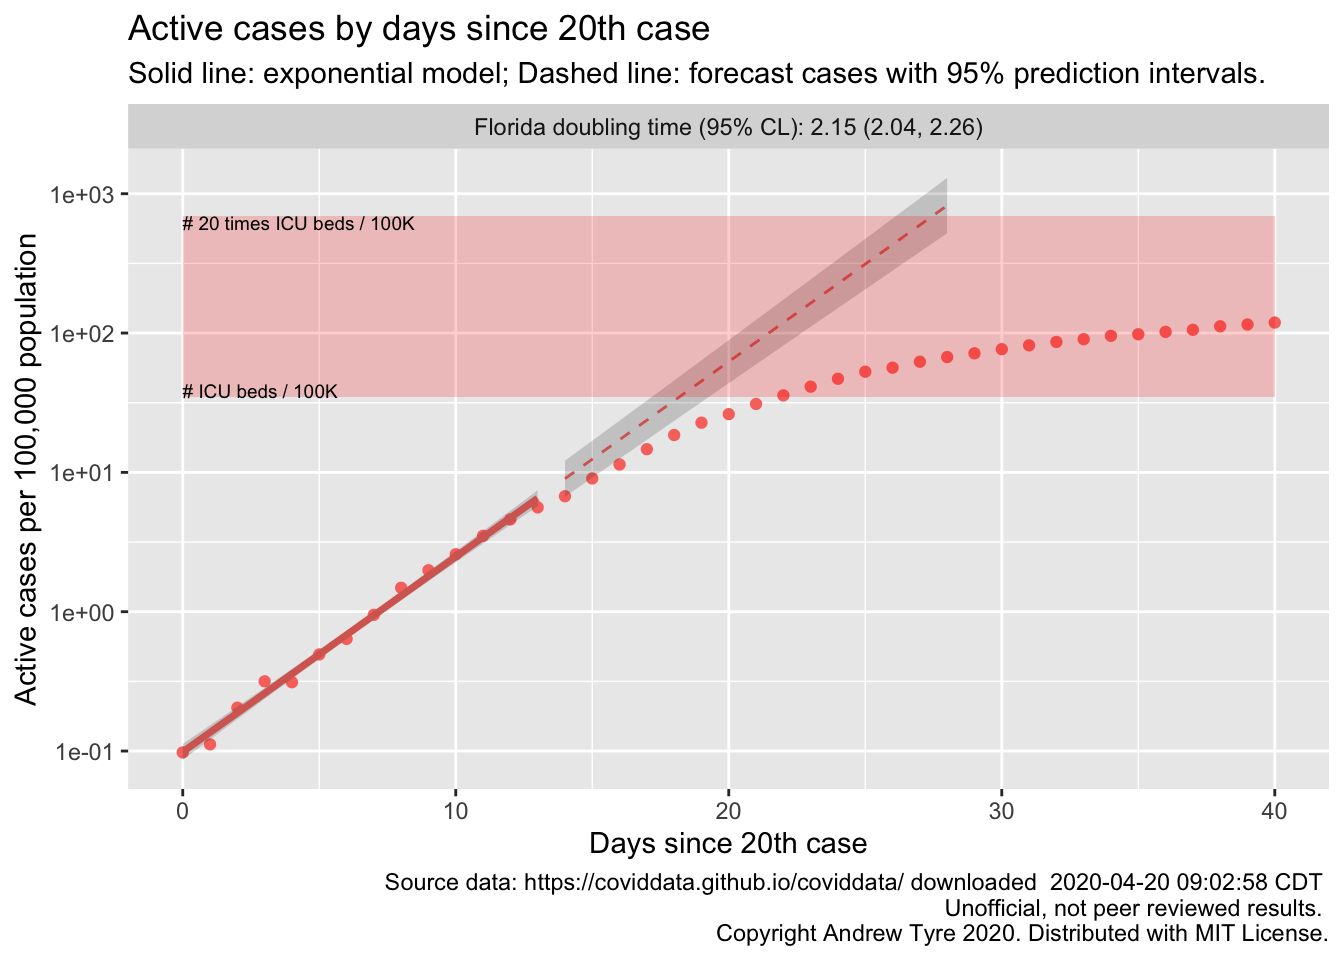 Active cases by days since 20th case
Solid line: exponential model; Dashed line: forecast cases with 95% prediction intervals.
Florida doubling time (95% CL): 2.15 (2.04, 2.26)
Active cases per 100,000 population
1e+03
1e+02
1e+01
1e+00
1e-01
# 20 times ICU beds / 100K
# ICU beds / 100K
0 10 20 30 40
Days since 20th case
Source data: https://coviddata.github.io/coviddata/ downloaded 2020-04-20 09:02:58 CDT
Unofficial, not peer reviewed results.
Copyright Andrew Tyre 2020. Distributed with MIT License.